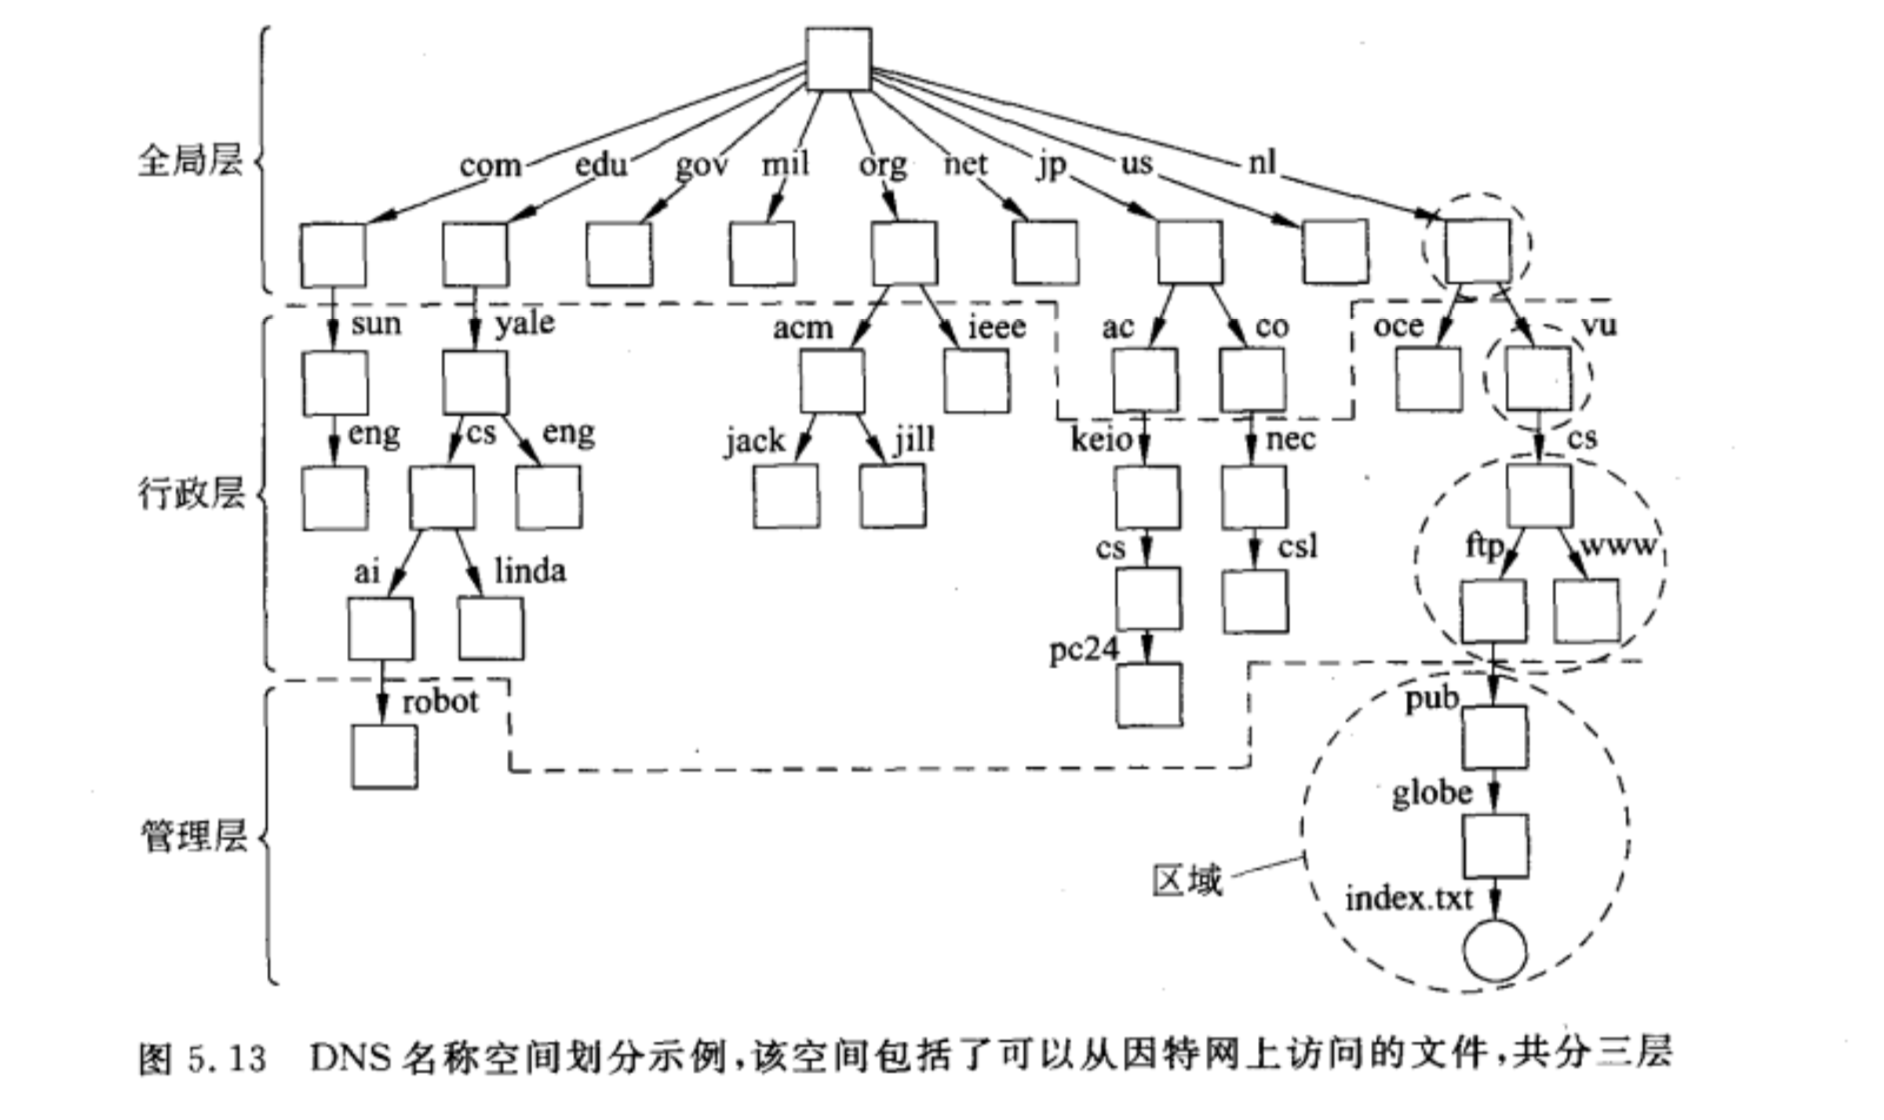 全局层
com edu gov mil org net jp us nl
sun yale acm ieee ac co oce vu
行政层
eng cs eng jack jill keio nec cs
ai linda cs csl ftp www
pc24
robot pub
管理层
globe
区域
index.txt
图 5.13 DNS 名称空间划分示例,该空间包括了可以从因特网上访问的文件,共分三层